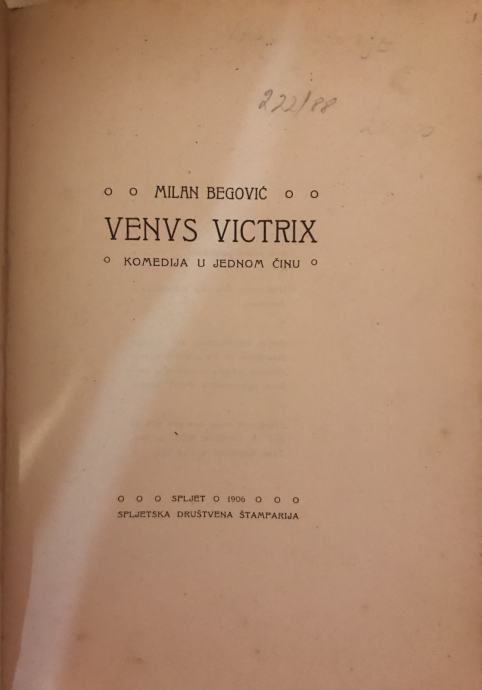 222/88
o o MILAN BEGOVIĆ o o
VENVS VICTRIX
o KOMEDIJA U JEDNOM ČINU o
o o o SPLJET o 1906 o o o
SPLJETSKA DRUŠTVENA ŠTAMPARIJA